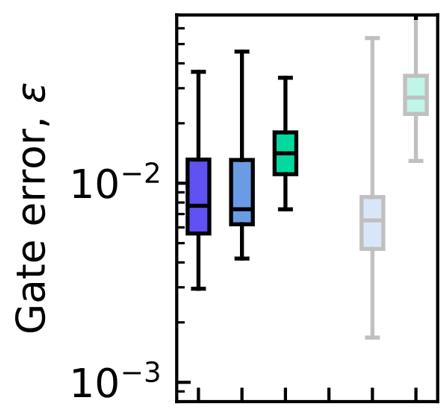 Gate error, ε
10⁻²
10⁻³